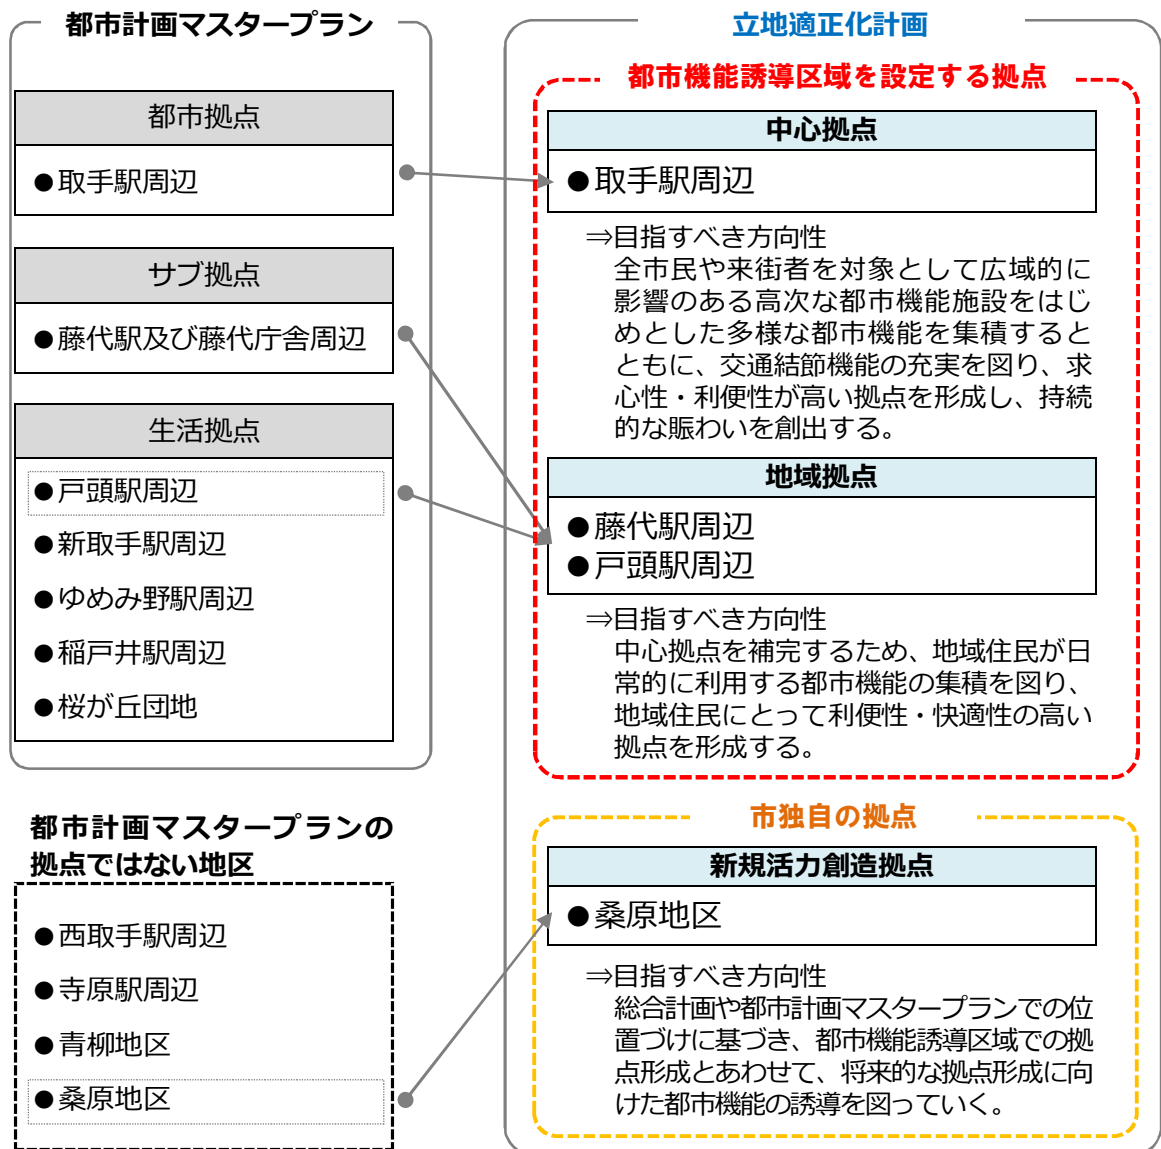 都市計画マスタープラン
都市拠点
●取手駅周辺
サブ拠点
●藤代駅及び藤代庁舎周辺
生活拠点
●戸頭駅周辺
●新取手駅周辺
●ゆめみ野駅周辺
●稲戸井駅周辺
●桜が丘団地
都市計画マスタープランの
拠点ではない地区
●西取手駅周辺
●寺原駅周辺
●青柳地区
●桑原地区
立地適正化計画
都市機能誘導区域を設定する拠点
中心拠点
●取手駅周辺
⇒目指すべき方向性
全市民や来街者を対象として広域的に
影響のある高次な都市機能施設をはじ
めとした多様な都市機能を集積すると
ともに、交通結節機能の充実を図り、求
心性・利便性が高い拠点を形成し、持続
的な賑わいを創出する。
地域拠点
●藤代駅周辺
●戸頭駅周辺
⇒目指すべき方向性
中心拠点を補完するため、地域住民が日
常的に利用する都市機能の集積を図り、
地域住民にとって利便性・快適性の高い
拠点を形成する。
市独自の拠点
新規活力創造拠点
●桑原地区
⇒目指すべき方向性
総合計画や都市計画マスタープランでの位
置づけに基づき、都市機能誘導区域での拠
点形成とあわせて、将来的な拠点形成に向
けた都市機能の誘導を図っていく。